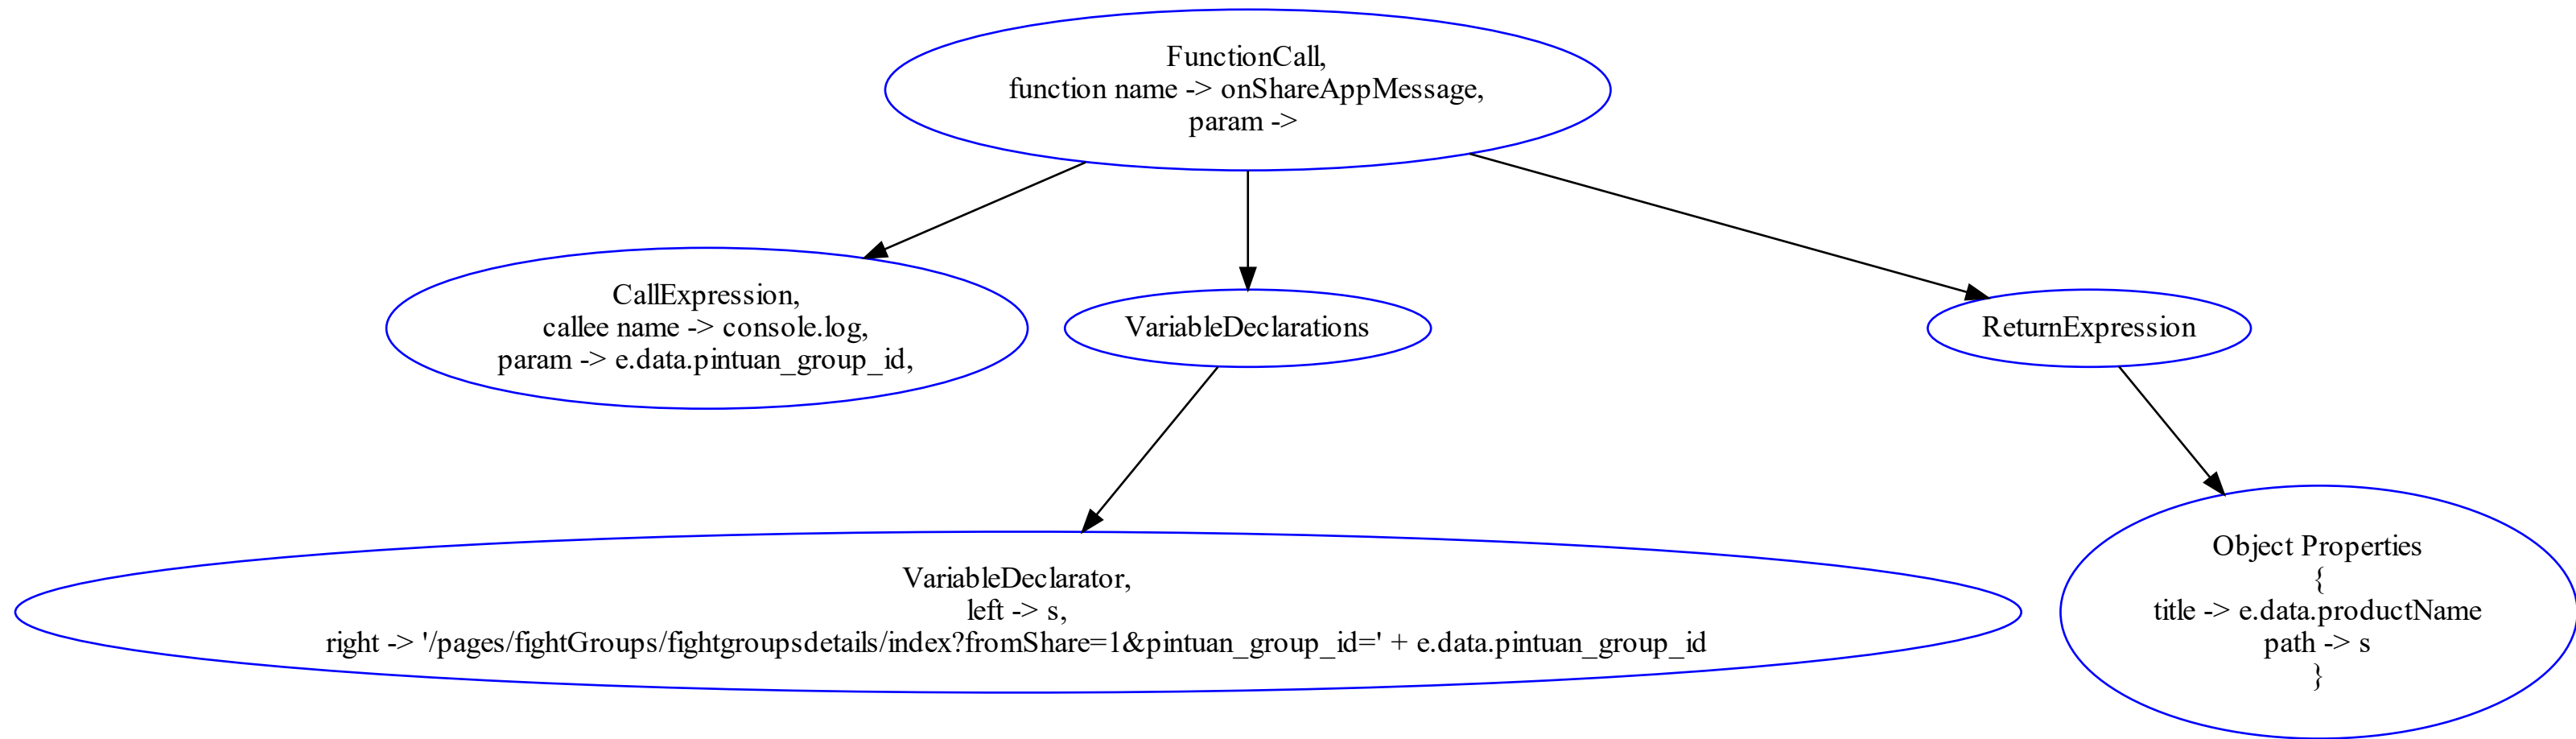 FunctionCall,
function name -> onShareAppMessage,
param ->
CallExpression,
callee name -> console.log,
param -> e.data.pintuan_group_id,
VariableDeclarations
ReturnExpression
VariableDeclarator,
left -> s,
right -> '/pages/fightGroups/fightgroupsdetails/index?fromShare=1&pintuan_group_id=' + e.data.pintuan_group_id
Object Properties
{
title -> e.data.productName
path -> s
}